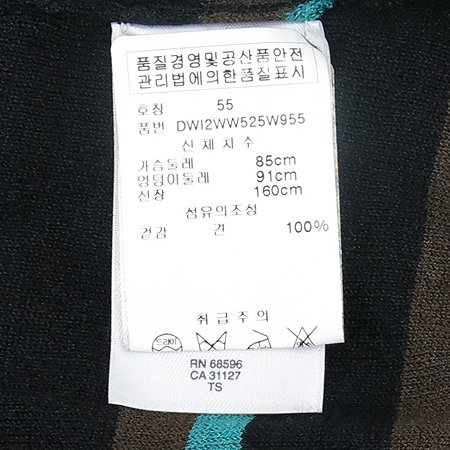 품질경영및공산품안전
관리법에의한품질표시
호칭 55
품번 DWI2WW525W955
신체치수
가슴둘레 85cm
엉덩이둘레 91cm
신장 160cm
섬유의조성
겉감 견 100%
취급주의
드라이
RN 68596
CA 31127
TS